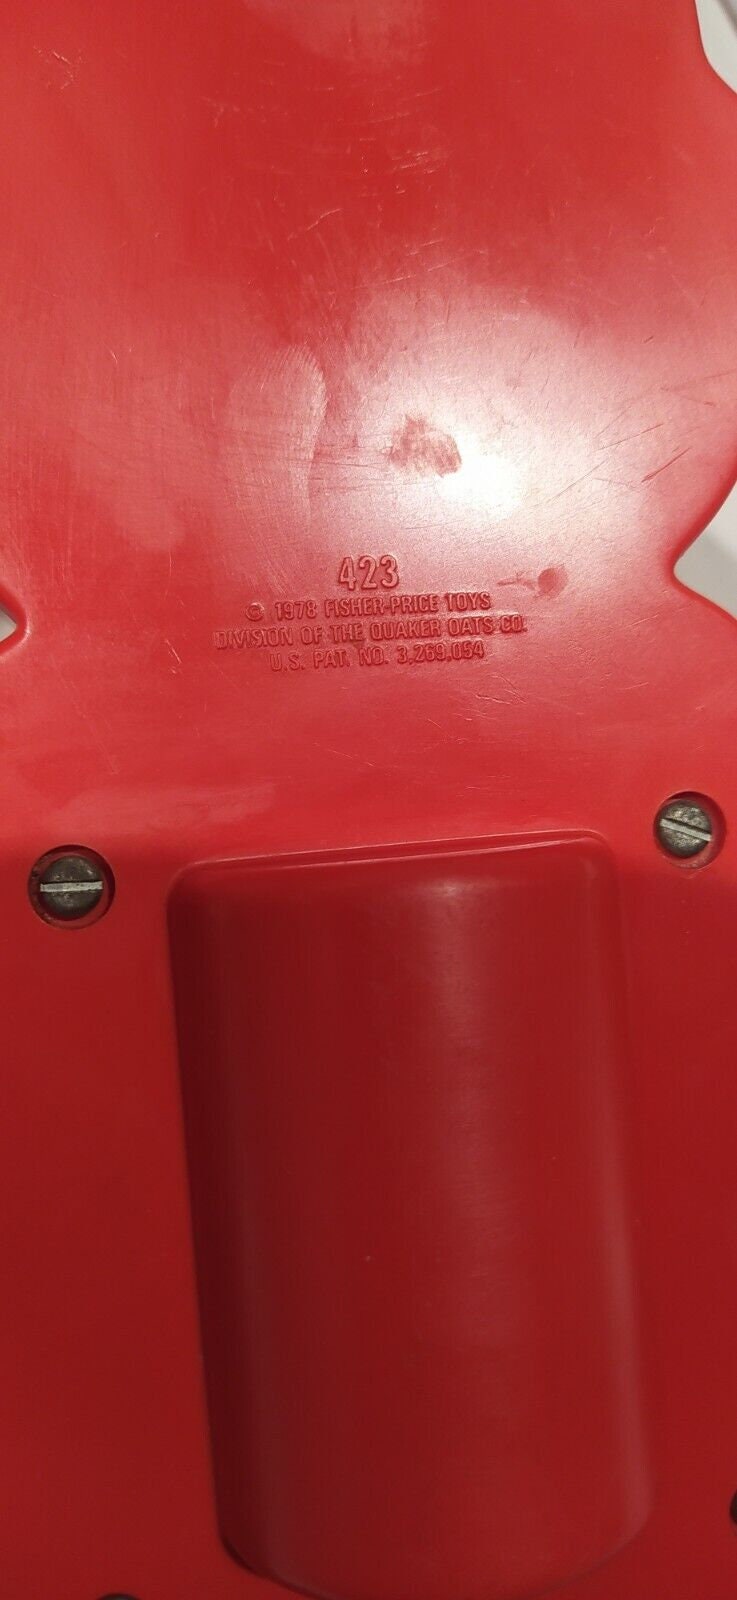 423
© 1978 FISHER-PRICE TOYS
DIVISION OF THE QUAKER OATS CO.
U.S. PAT. NO. 3,269,054